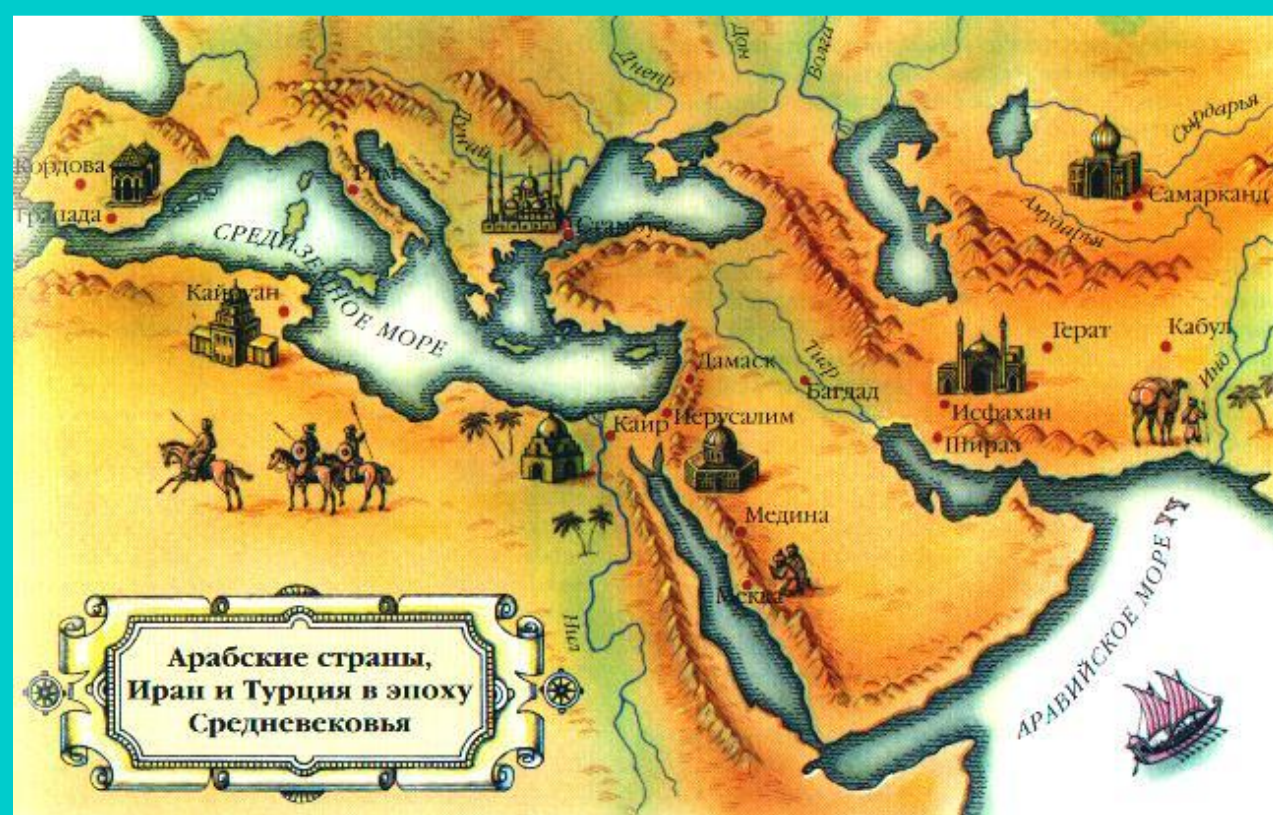 Дон
Волга
Днепр
Дунай
Сырдарья
Кордова
Рим
Самарканд
Гранада
Амударья
Стамбул
СРЕДИЗЕМНОЕ МОРЕ
Кайруан
Герат
Кабул
Инд
Дамаск
Тигр
Багдад
Исфахан
Каир
Иерусалим
Шираз
Медина
Мекка
Нил
АРАВИЙСКОЕ МОРЕ
Арабские страны,
Иран и Турция в эпоху
Средневековья